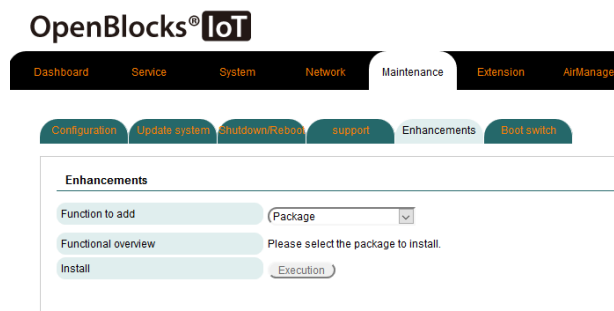 OpenBlocks® IoT
Dashboard Service System Network Maintenance Extension AirManage
Configuration Update system Shutdown/Reboot support Enhancements Boot switch
Enhancements
Function to add Package
Functional overview Please select the package to install.
Install Execution